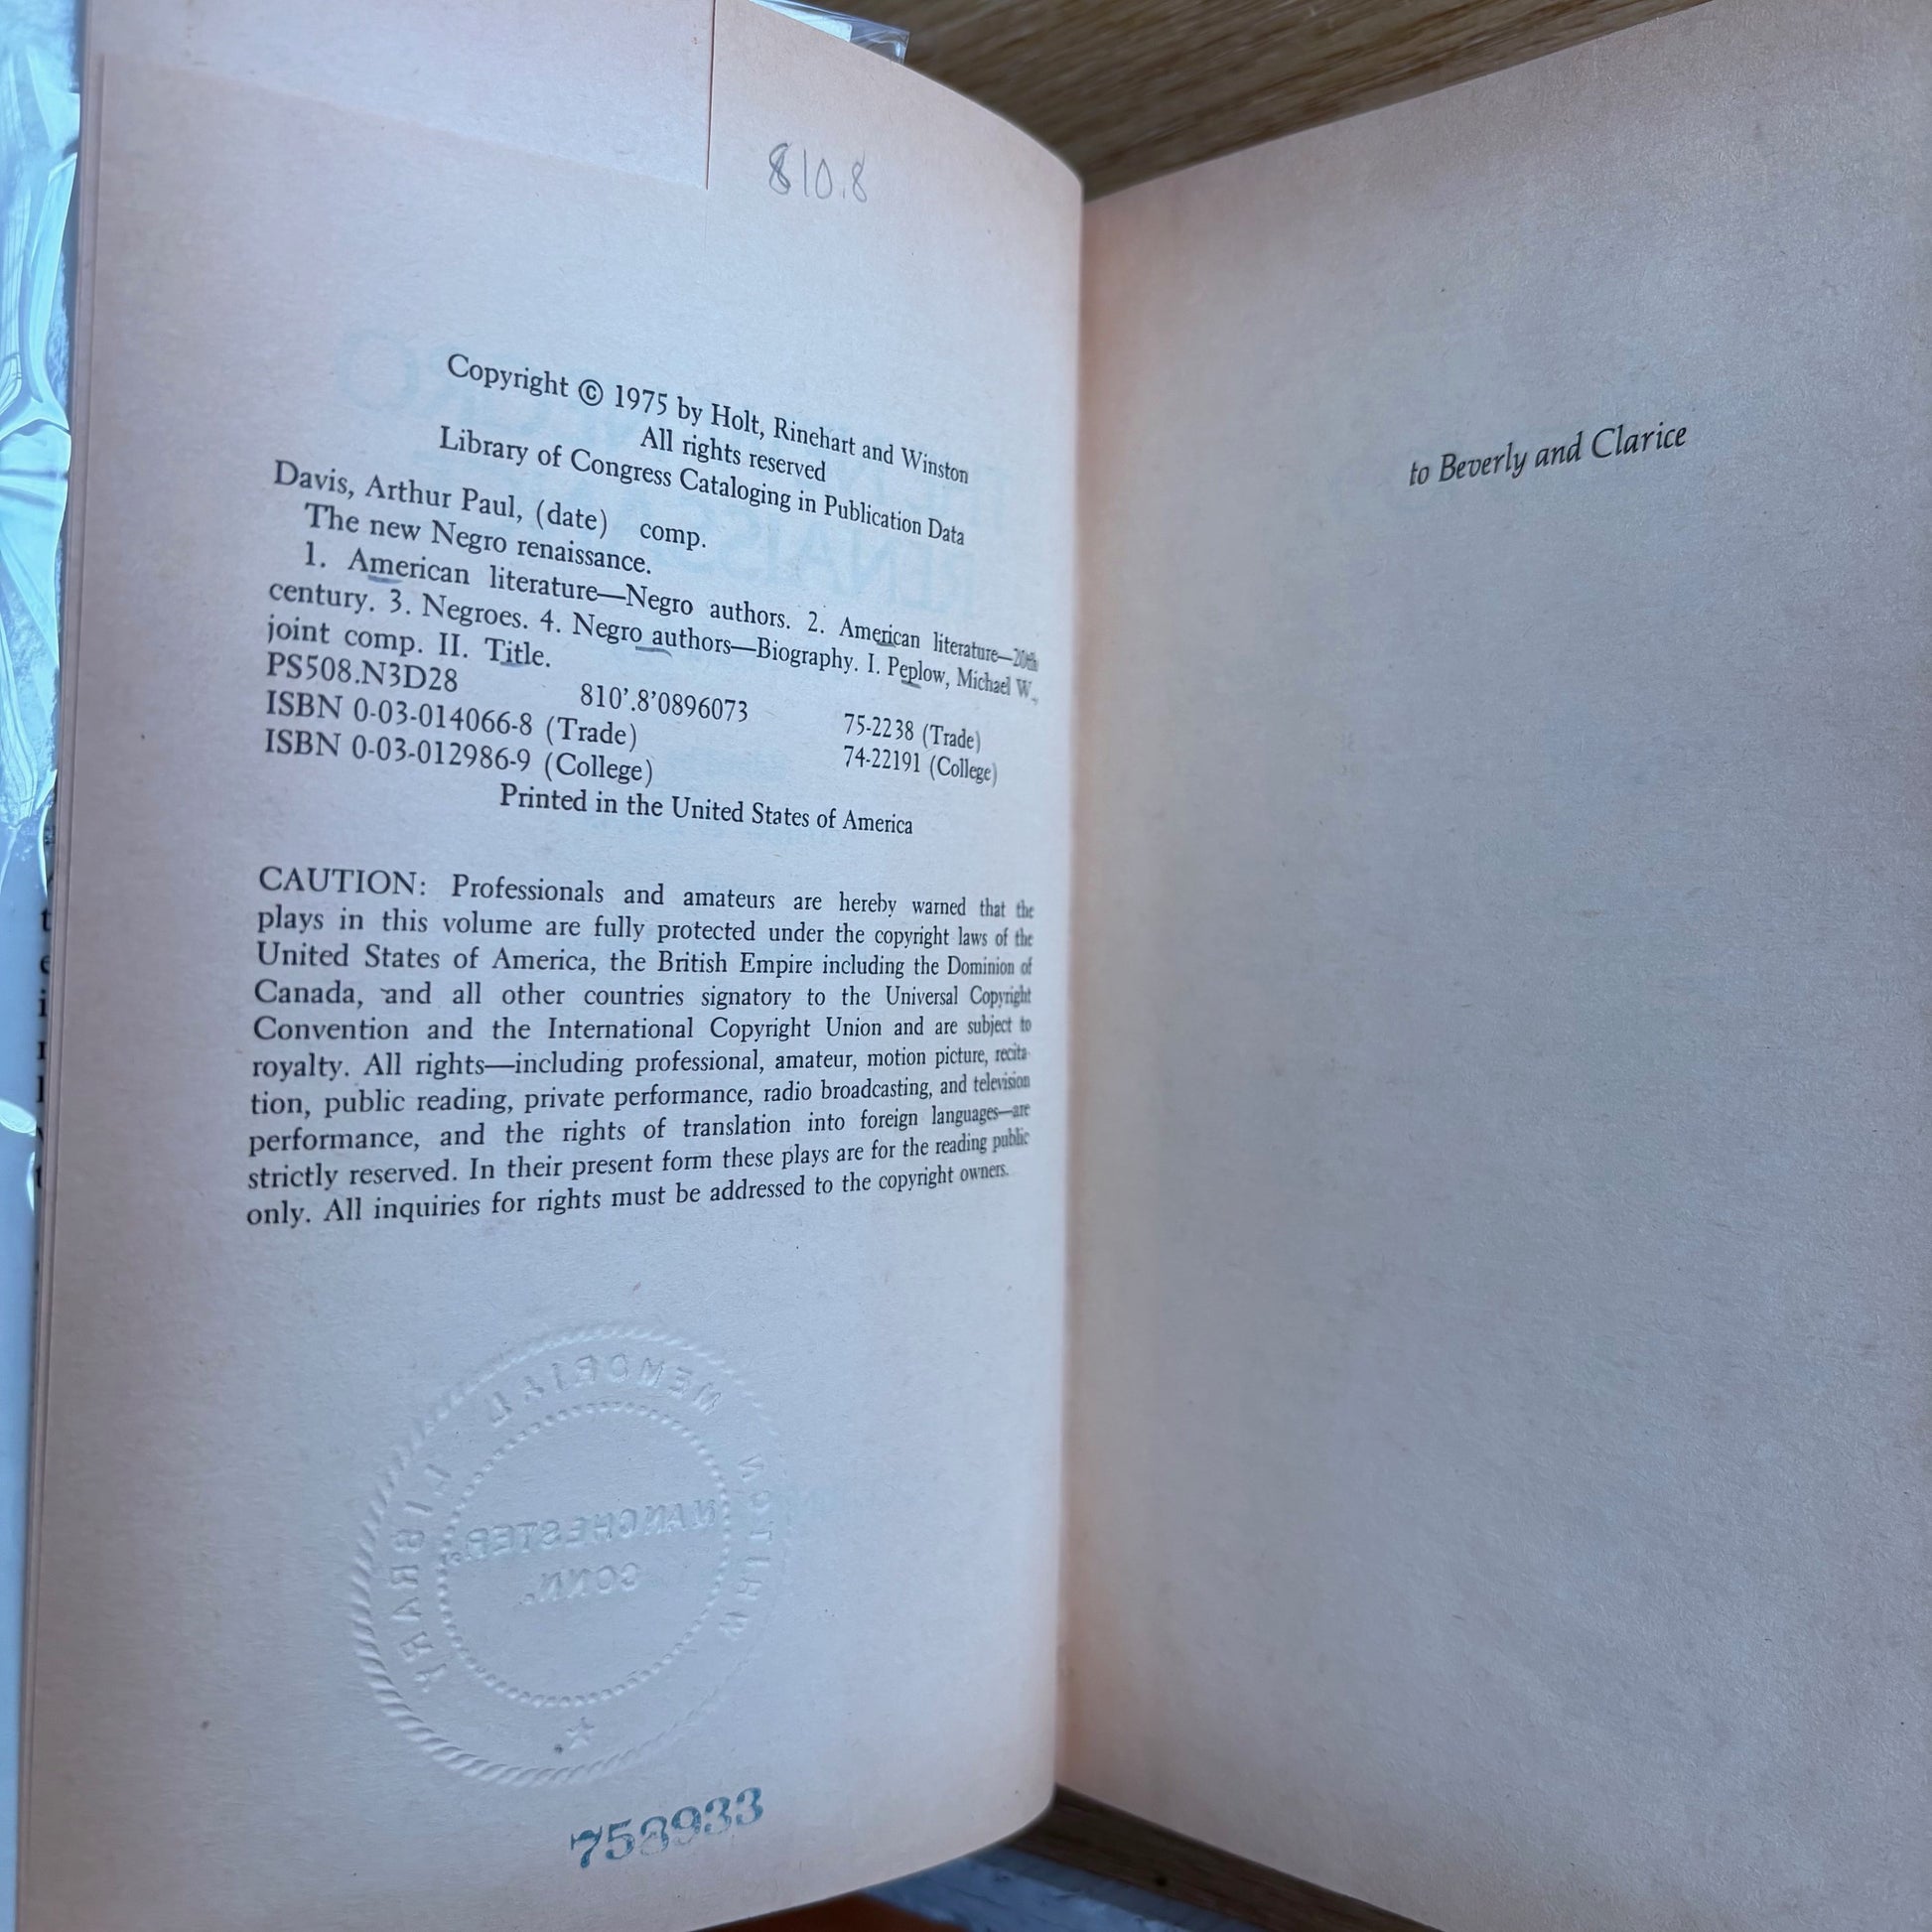 810.8
Copyright © 1975 by Holt, Rinehart and Winston
All rights reserved
Library of Congress Cataloging in Publication Data
Davis, Arthur Paul, (date) comp.
The new Negro renaissance.
1. American literature—Negro authors. 2. American literature—20th
century. 3. Negroes. 4. Negro authors—Biography. I. Peplow, Michael W.,
joint comp. II. Title.
PS508.N3D28 810'.8'0896073 75-2238 (Trade)
ISBN 0-03-014066-8 (Trade) 74-22191 (College)
ISBN 0-03-012986-9 (College)
Printed in the United States of America
CAUTION: Professionals and amateurs are hereby warned that the
plays in this volume are fully protected under the copyright laws of the
United States of America, the British Empire including the Dominion of
Canada, and all other countries signatory to the Universal Copyright
Convention and the International Copyright Union and are subject to
royalty. All rights—including professional, amateur, motion picture, recita-
tion, public reading, private performance, radio broadcasting, and television
performance, and the rights of translation into foreign languages—are
strictly reserved. In their present form these plays are for the reading public
only. All inquiries for rights must be addressed to the copyright owners.
WHITON MEMORIAL LIBRARY
MANCHESTER,
CONN.
758933
to Beverly and Clarice